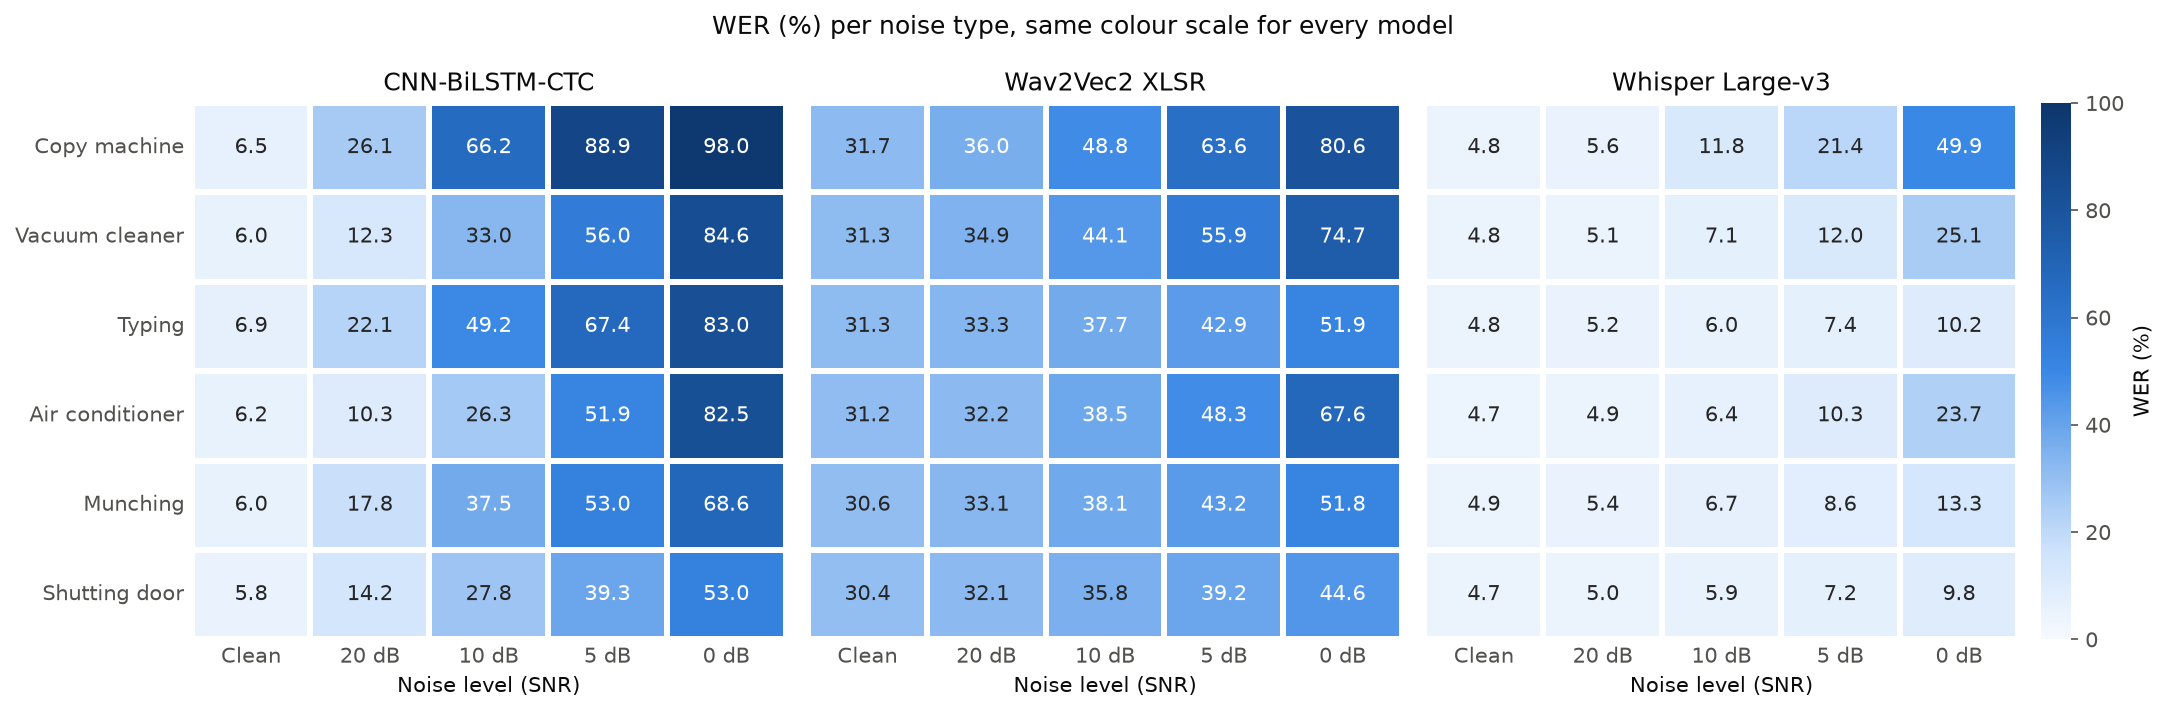 WER (%) per noise type, same colour scale for every model
CNN-BiLSTM-CTC Wav2Vec2 XLSR Whisper Large-v3
100
Copy machine 6.5 26.1 66.2 88.9 98.0 31.7 36.0 48.8 63.6 80.6 4.8 5.6 11.8 21.4 49.9
80
Vacuum cleaner 6.0 12.3 33.0 56.0 84.6 31.3 34.9 44.1 55.9 74.7 4.8 5.1 7.1 12.0 25.1
60
Typing 6.9 22.1 49.2 67.4 83.0 31.3 33.3 37.7 42.9 51.9 4.8 5.2 6.0 7.4 10.2
WER (%)
Air conditioner 6.2 10.3 26.3 51.9 82.5 31.2 32.2 38.5 48.3 67.6 4.7 4.9 6.4 10.3 23.7
40
Munching 6.0 17.8 37.5 53.0 68.6 30.6 33.1 38.1 43.2 51.8 4.9 5.4 6.7 8.6 13.3
20
Shutting door 5.8 14.2 27.8 39.3 53.0 30.4 32.1 35.8 39.2 44.6 4.7 5.0 5.9 7.2 9.8
0
Clean 20 dB 10 dB 5 dB 0 dB Clean 20 dB 10 dB 5 dB 0 dB Clean 20 dB 10 dB 5 dB 0 dB
Noise level (SNR) Noise level (SNR) Noise level (SNR)